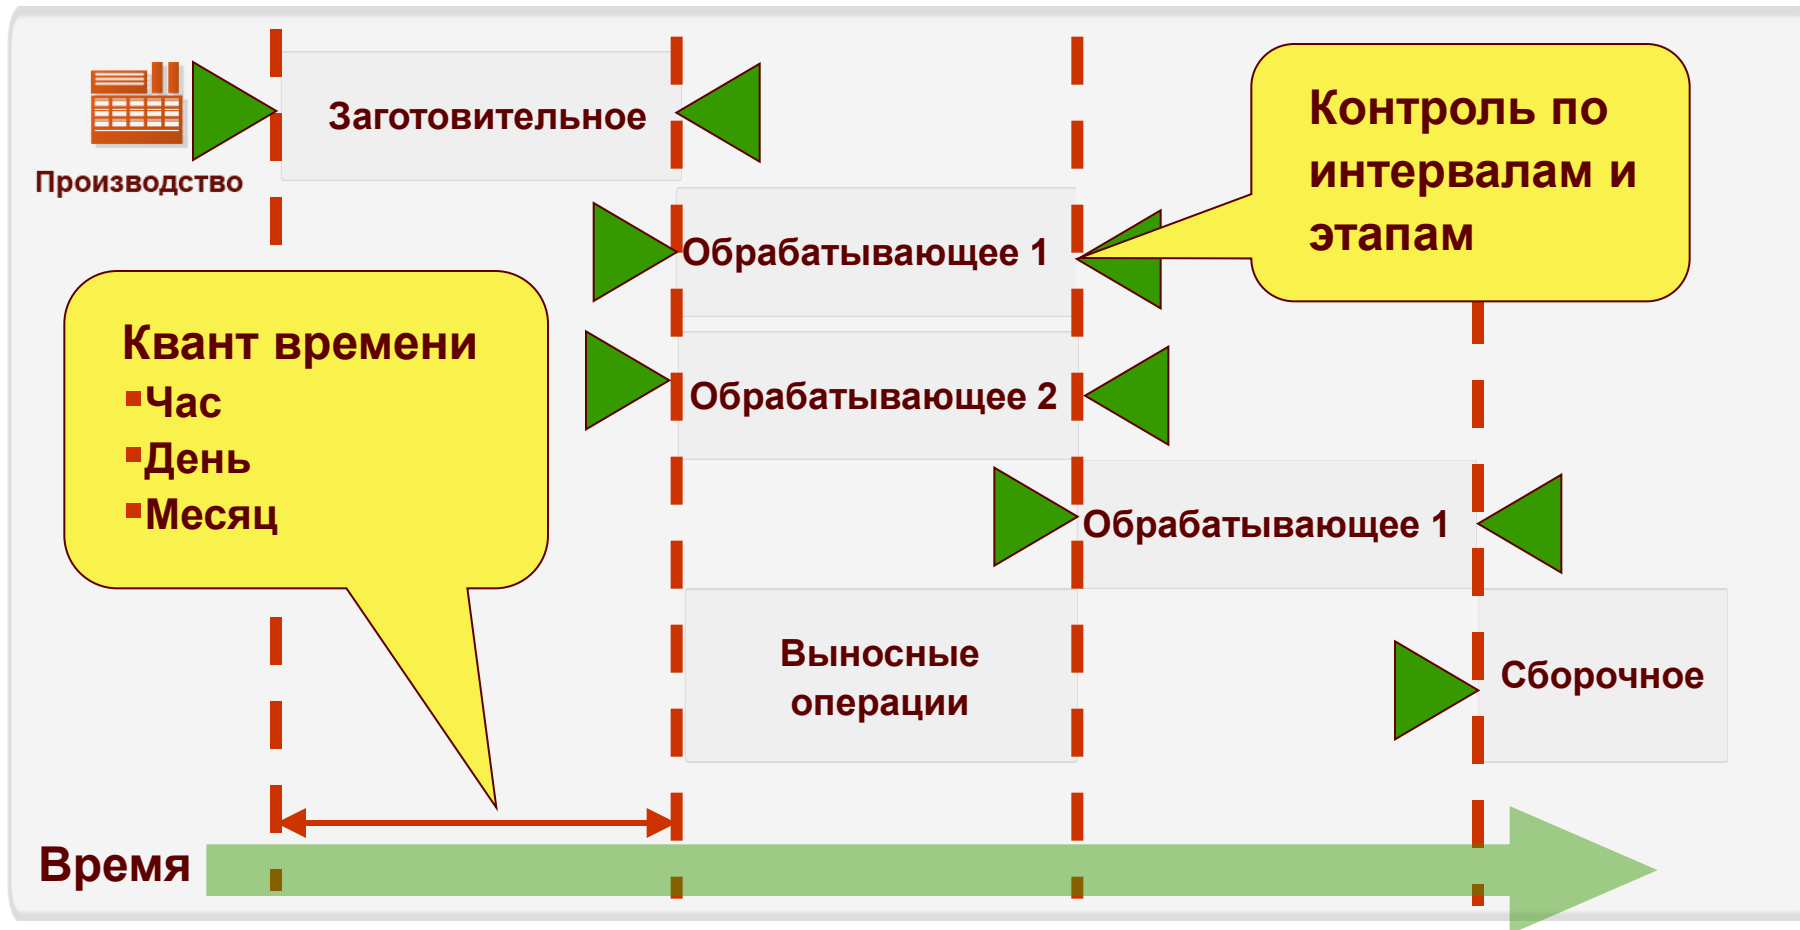 Заготовительное
Производство
Контроль по
интервалам и
этапам
Обрабатывающее 1
Квант времени
Час
День
Месяц
Обрабатывающее 2
Обрабатывающее 1
Выносные
операции
Сборочное
Время